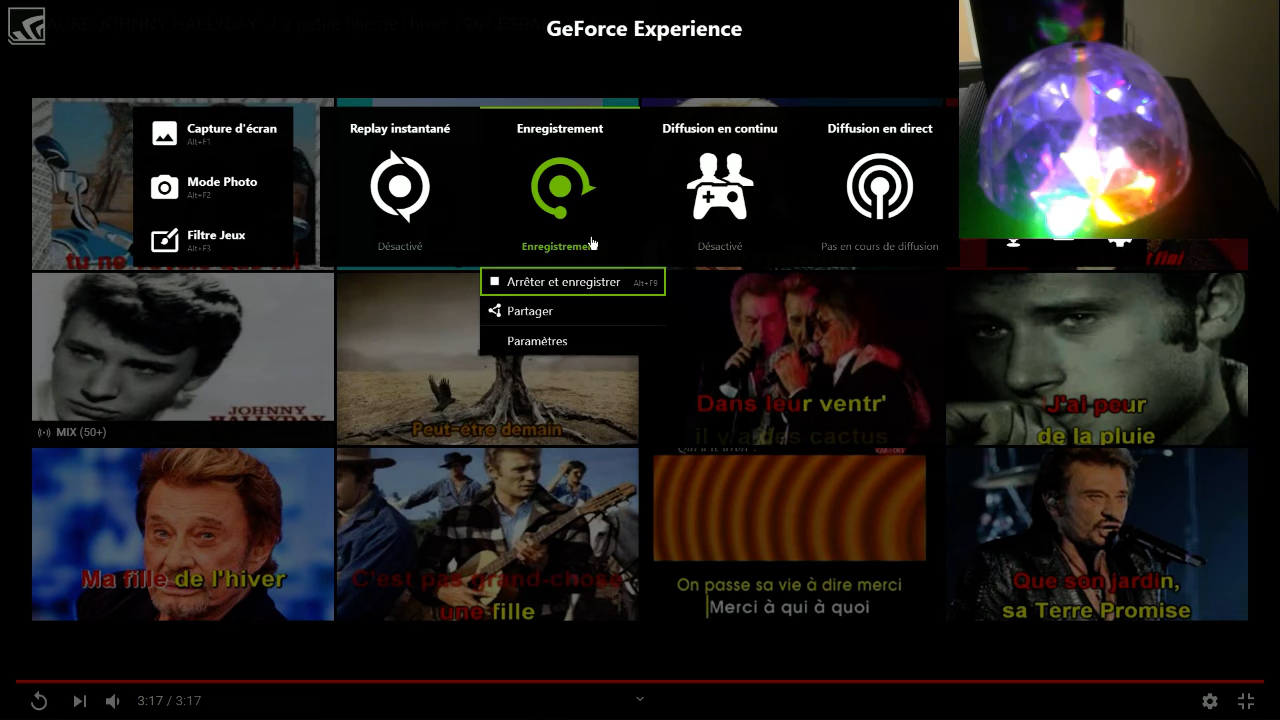 GeForce Experience
Capture d'écran
Alt+F1
Mode Photo
Alt+F2
Filtre Jeux
Alt+F3
Replay instantané
Désactivé
Enregistrement
Diffusion en continu
Désactivé
Diffusion en direct
Pas en cours de diffusion
Arrêter et enregistrer
Alt+F9
Partager
Paramètres
JOHNNY
HALLYDAY
MIX (50+)
Peut-être demain
Dans leur ventr'
il y a des cactus
J'ai peur
de la pluie
Ma fille de l'hiver
C'est pas grand-chose
une fille
On passe sa vie à dire merci
Merci à qui à quoi
Que son jardin,
sa Terre Promise
3:17 / 3:17